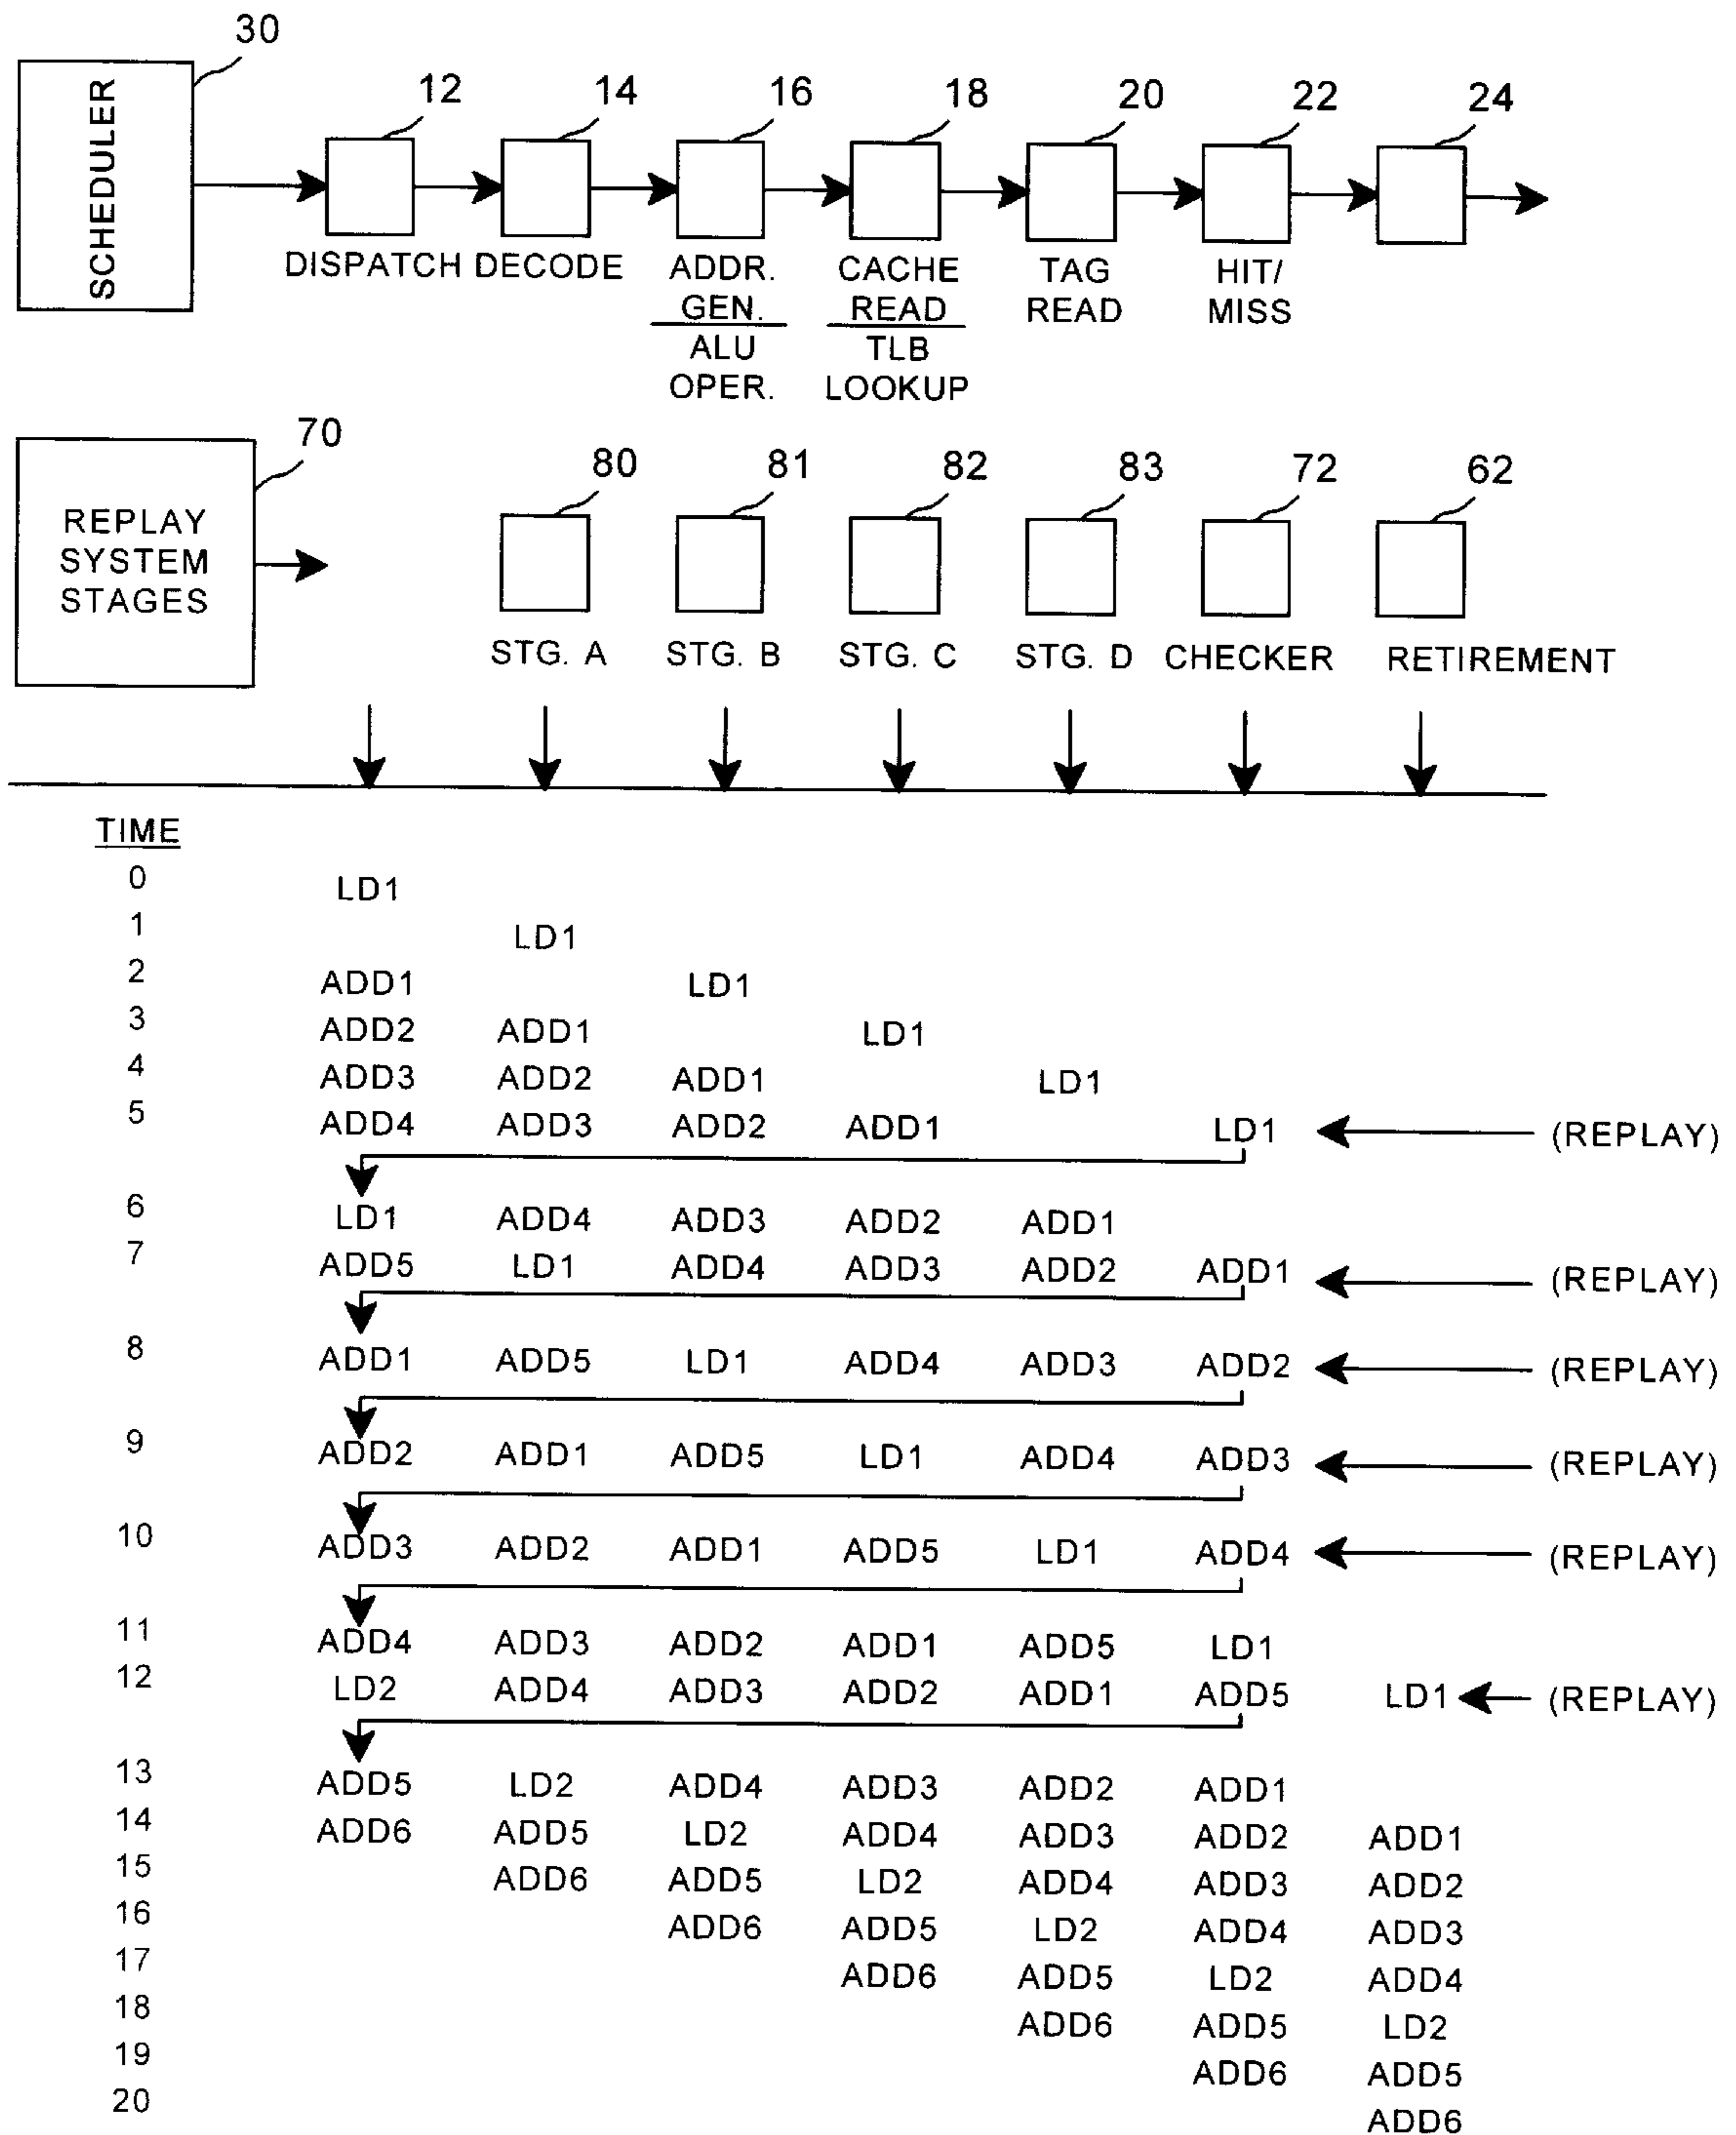 30
12 14 16 18 20 22 24
SCHEDULER
DISPATCH DECODE ADDR. CACHE TAG HIT/
GEN. READ READ MISS
ALU TLB
OPER. LOOKUP
70
80 81 82 83 72 62
REPLAY
SYSTEM
STAGES
STG. A STG. B STG. C STG. D CHECKER RETIREMENT
TIME
0 LD1
1 LD1
2 ADD1 LD1
3 ADD2 ADD1 LD1
4 ADD3 ADD2 ADD1 LD1
5 ADD4 ADD3 ADD2 ADD1 LD1 (REPLAY)
6 LD1 ADD4 ADD3 ADD2 ADD1
7 ADD5 LD1 ADD4 ADD3 ADD2 ADD1 (REPLAY)
8 ADD1 ADD5 LD1 ADD4 ADD3 ADD2 (REPLAY)
9 ADD2 ADD1 ADD5 LD1 ADD4 ADD3 (REPLAY)
10 ADD3 ADD2 ADD1 ADD5 LD1 ADD4 (REPLAY)
11 ADD4 ADD3 ADD2 ADD1 ADD5 LD1
12 LD2 ADD4 ADD3 ADD2 ADD1 ADD5 LD1 (REPLAY)
13 ADD5 LD2 ADD4 ADD3 ADD2 ADD1
14 ADD6 ADD5 LD2 ADD4 ADD3 ADD2 ADD1
15 ADD6 ADD5 LD2 ADD4 ADD3 ADD2
16 ADD6 ADD5 LD2 ADD4 ADD3
17 ADD6 ADD5 LD2 ADD4
18 ADD6 ADD5 LD2
19 ADD6 ADD5
20 ADD6